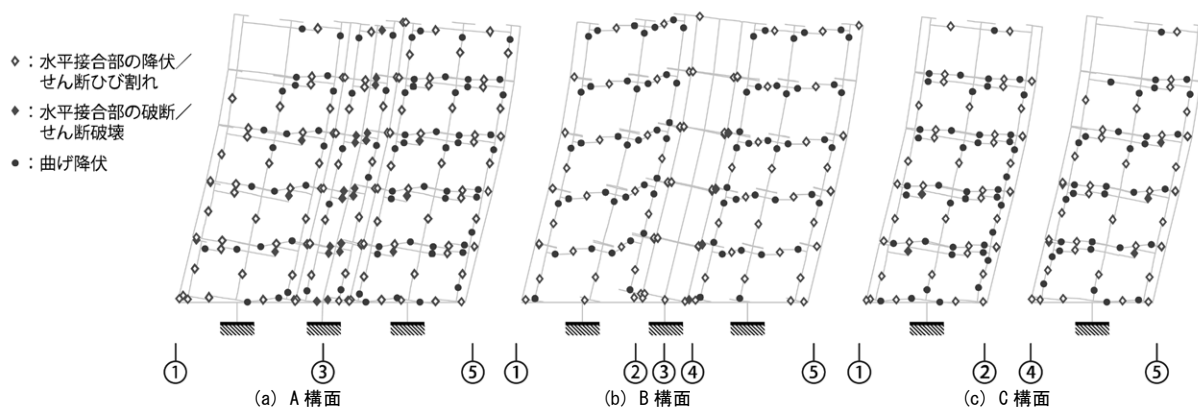 ◇：水平接合部の降伏／
せん断ひび割れ
◆：水平接合部の破断／
せん断破壊
●：曲げ降伏
① ③ ⑤ ① ② ③ ④ ⑤ ① ② ④ ⑤
(a) A 構面 (b) B 構面 (c) C 構面